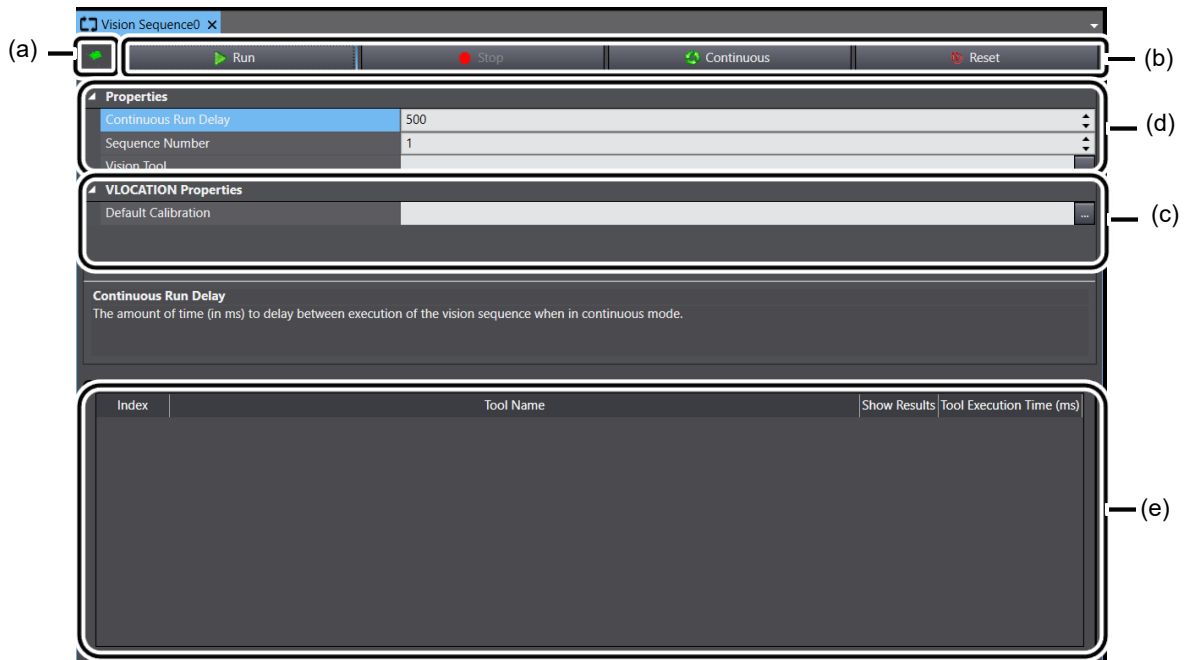 Vision Sequence0
(a)
Run Stop Continuous Reset
(b)
Properties
Continuous Run Delay 500
(d)
Sequence Number 1
Vision Tool
VLOCATION Properties
Default Calibration ...
(c)
Continuous Run Delay
The amount of time (in ms) to delay between execution of the vision sequence when in continuous mode.
Index Tool Name Show Results Tool Execution Time (ms)
(e)